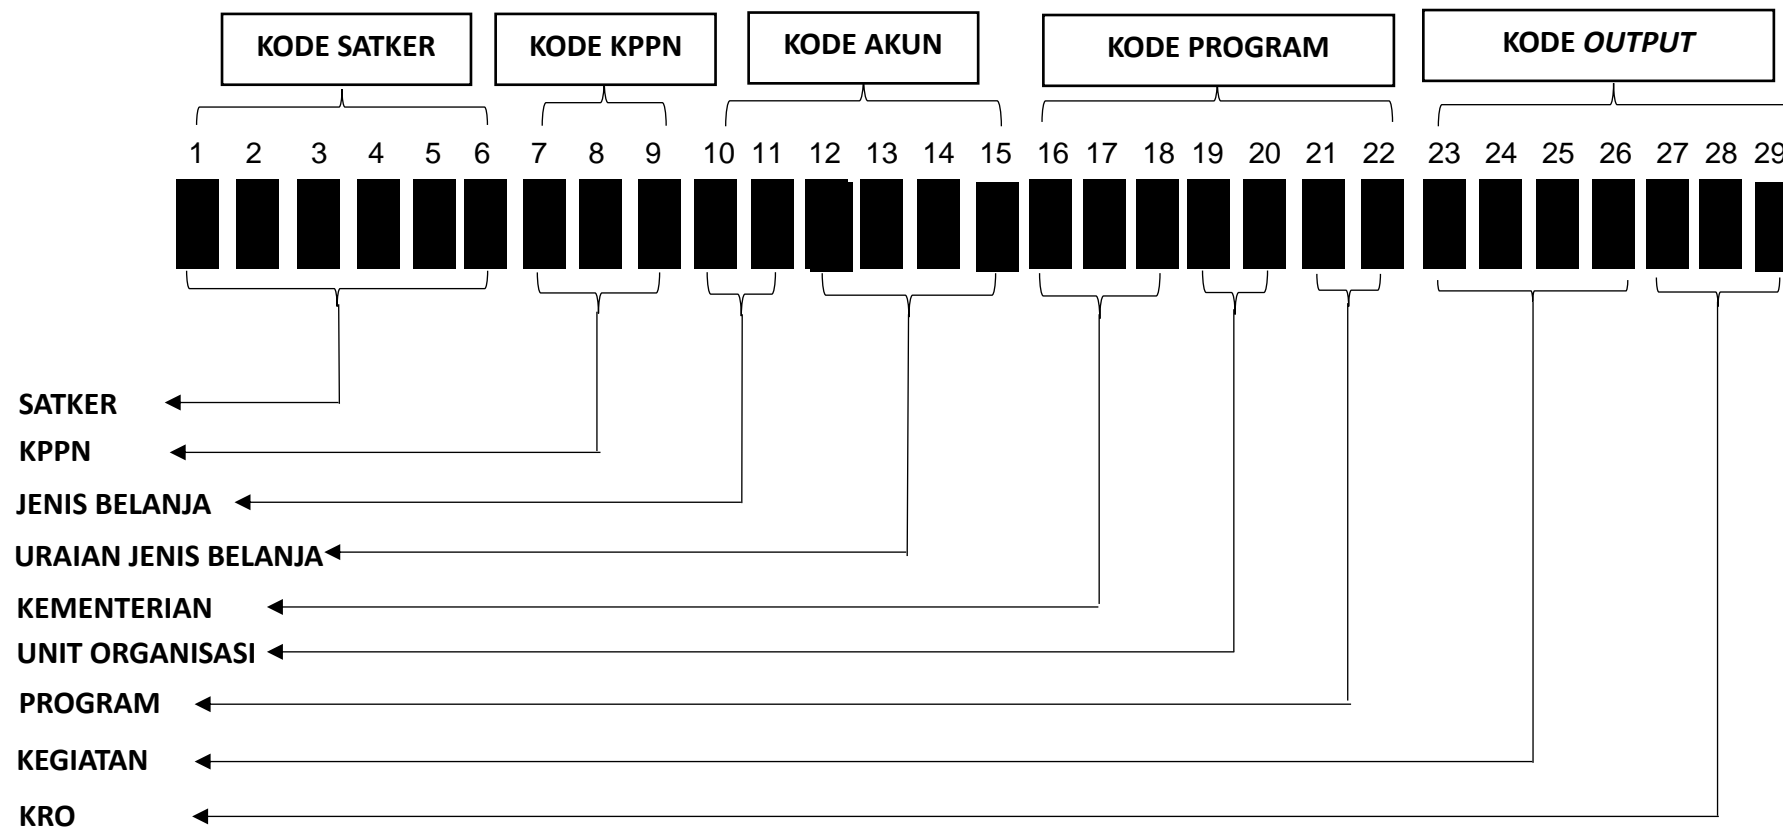 KODE SATKER KODE KPPN KODE AKUN KODE PROGRAM KODE OUTPUT
1 2 3 4 5 6 7 8 9 10 11 12 13 14 15 16 17 18 19 20 21 22 23 24 25 26 27 28 29
SATKER
KPPN
JENIS BELANJA
URAIAN JENIS BELANJA
KEMENTERIAN
UNIT ORGANISASI
PROGRAM
KEGIATAN
KRO